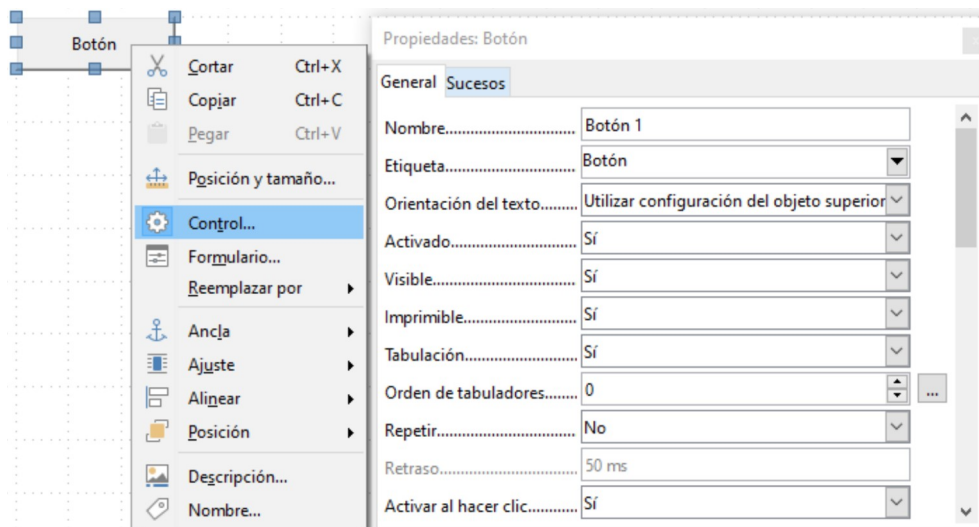 Botón
Cortar Ctrl+X
Copiar Ctrl+C
Pegar Ctrl+V
Posición y tamaño...
Control...
Formulario...
Reemplazar por
Ancla
Ajuste
Alinear
Posición
Descripción...
Nombre...
Propiedades: Botón
General Sucesos
Nombre.............................. Botón 1
Etiqueta.............................. Botón
Orientación del texto......... Utilizar configuración del objeto superior
Activado............................. Sí
Visible................................. Sí
Imprimible.......................... Sí
Tabulación.......................... Sí
Orden de tabuladores........ 0 ...
Repetir................................ No
Retraso............................... 50 ms
Activar al hacer clic............ Sí